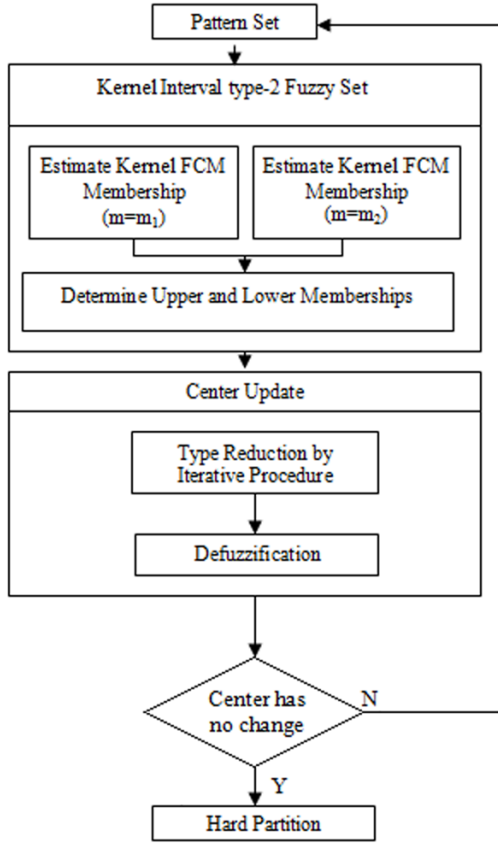 Pattern Set
Kernel Interval type-2 Fuzzy Set
Estimate Kernel FCM
Membership
(m=m₁)
Estimate Kernel FCM
Membership
(m=m₂)
Determine Upper and Lower Memberships
Center Update
Type Reduction by
Iterative Procedure
Defuzzification
Center has
no change
N
Y
Hard Partition